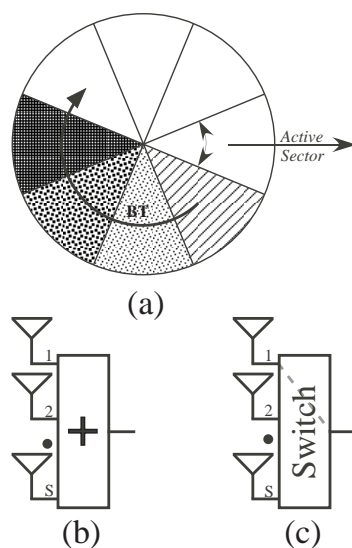 Active
Sector
BT
(a)
1
2
S
+
(b)
1
2
S
Switch
(c)